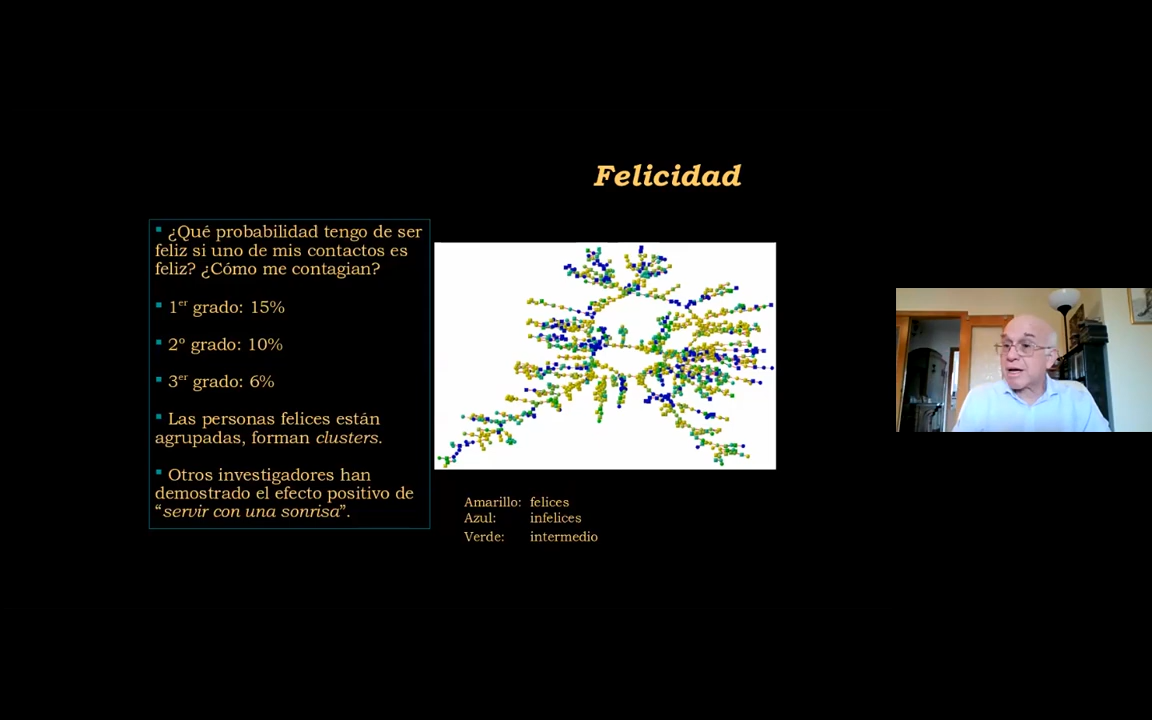 Felicidad
▪ ¿Qué probabilidad tengo de ser
feliz si uno de mis contactos es
feliz? ¿Cómo me contagian?
▪ 1er grado: 15%
▪ 2º grado: 10%
▪ 3er grado: 6%
▪ Las personas felices están
agrupadas, forman clusters.
▪ Otros investigadores han
demostrado el efecto positivo de
“servir con una sonrisa”.
Amarillo: felices
Azul: infelices
Verde: intermedio